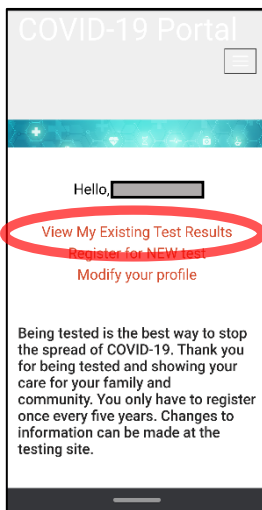 COVID-19 Portal
Hello,
View My Existing Test Results
Register for NEW test
Modify your profile
Being tested is the best way to stop
the spread of COVID-19. Thank you
for being tested and showing your
care for your family and
community. You only have to register
once every five years. Changes to
information can be made at the
testing site.